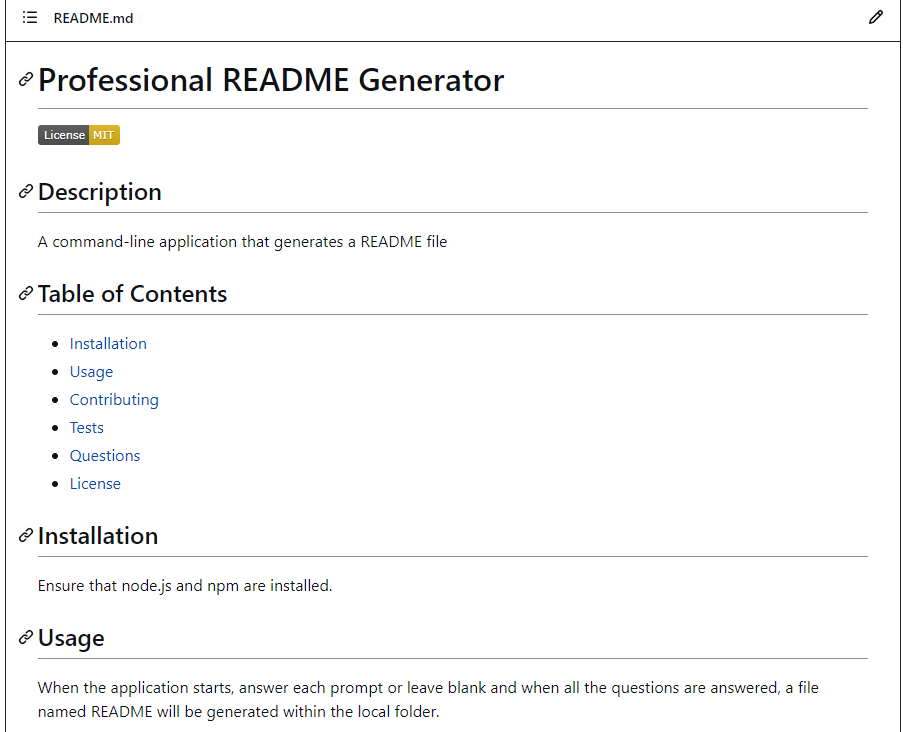 README.md
Professional README Generator
License MIT
Description
A command-line application that generates a README file
Table of Contents
Installation
Usage
Contributing
Tests
Questions
License
Installation
Ensure that node.js and npm are installed.
Usage
When the application starts, answer each prompt or leave blank and when all the questions are answered, a file
named README will be generated within the local folder.